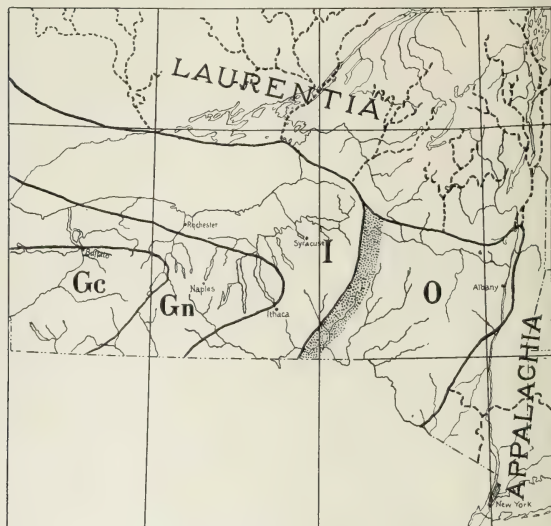 LAURENTIA
Rochester
Syracuse
I
Buffalo
Gc
Gn
Naples
Ithaca
O
Albany
APPALACHIA
New York